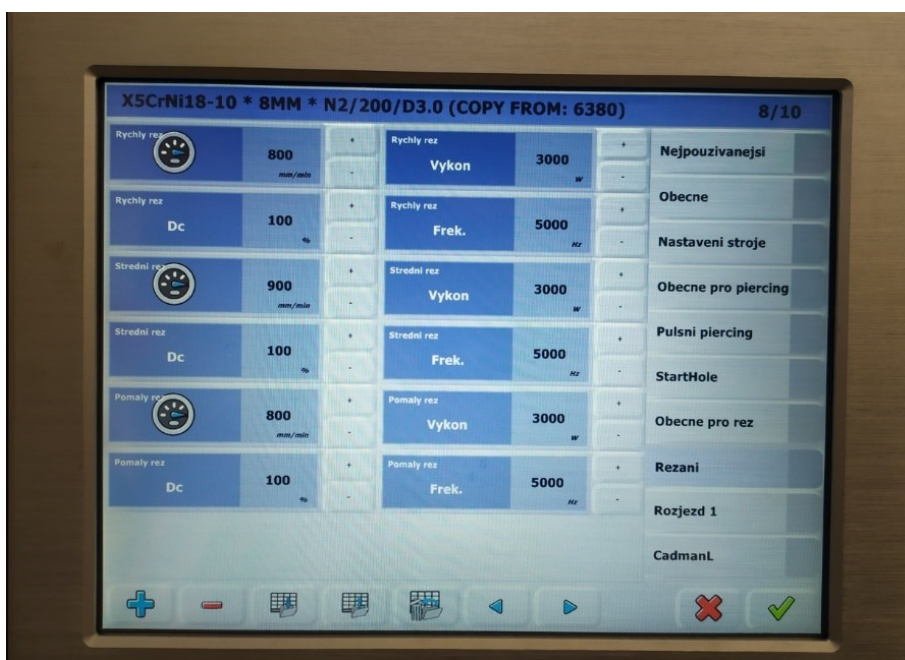 X5CrNi18-10 * 8MM * N2/200/D3.0 (COPY FROM: 6380) 8/10
Rychly rez
800
mm/min
+
-
Rychly rez
Vykon
3000
W
+
-
Rychly rez
Dc
100
%
+
-
Rychly rez
Frek.
5000
Hz
+
-
Stredni rez
900
mm/min
+
-
Stredni rez
Vykon
3000
W
+
-
Stredni rez
Dc
100
%
+
-
Stredni rez
Frek.
5000
Hz
+
-
Pomaly rez
800
mm/min
+
-
Pomaly rez
Vykon
3000
W
+
-
Pomaly rez
Dc
100
%
+
-
Pomaly rez
Frek.
5000
Hz
+
-
Nejpouzivanejsi
Obecne
Nastaveni stroje
Obecne pro piercing
Pulsni piercing
StartHole
Obecne pro rez
Rezani
Rozjezd 1
CadmanL